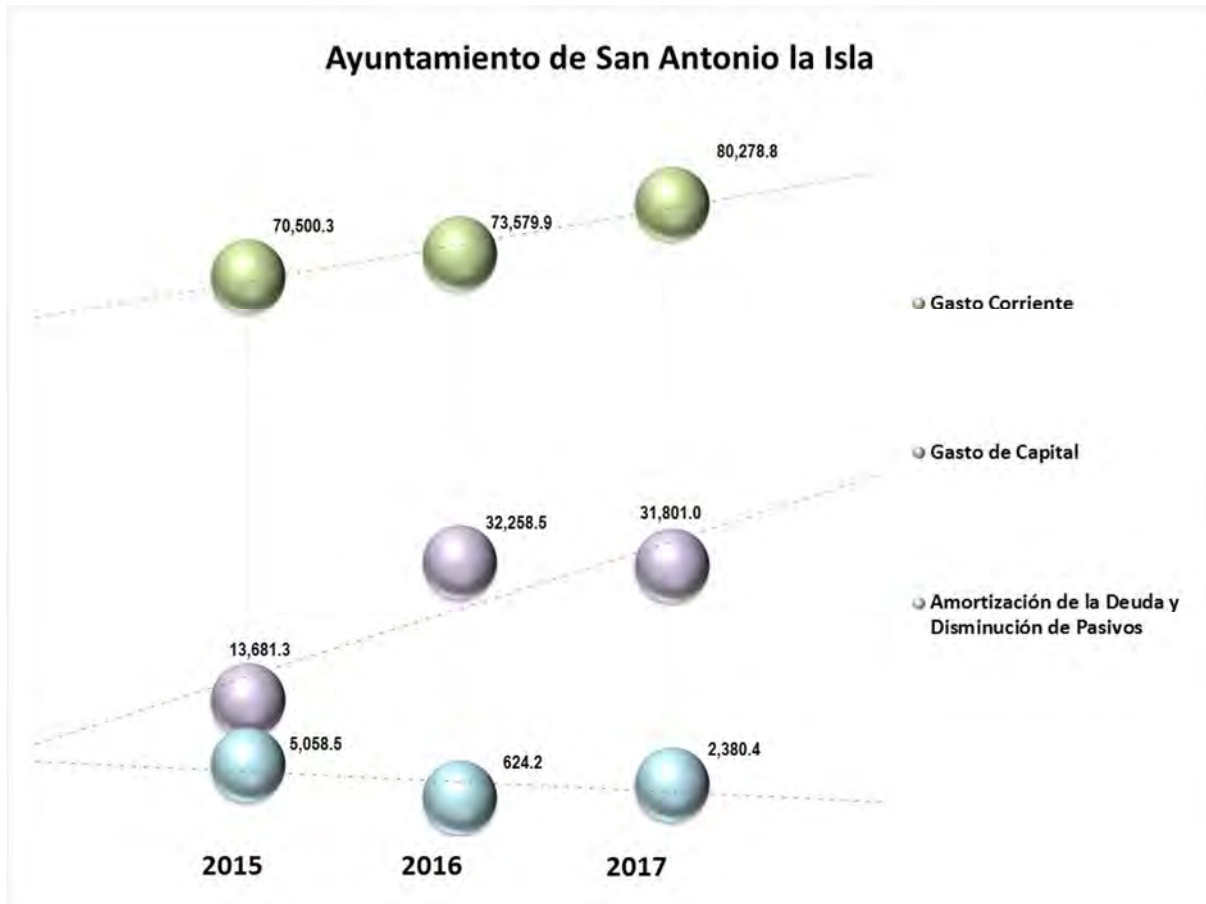 Ayuntamiento de San Antonio la Isla
80,278.8
70,500.3
73,579.9
Gasto Corriente
Gasto de Capital
32,258.5
31,801.0
Amortización de la Deuda y
Disminución de Pasivos
13,681.3
5,058.5
624.2
2,380.4
2015
2016
2017